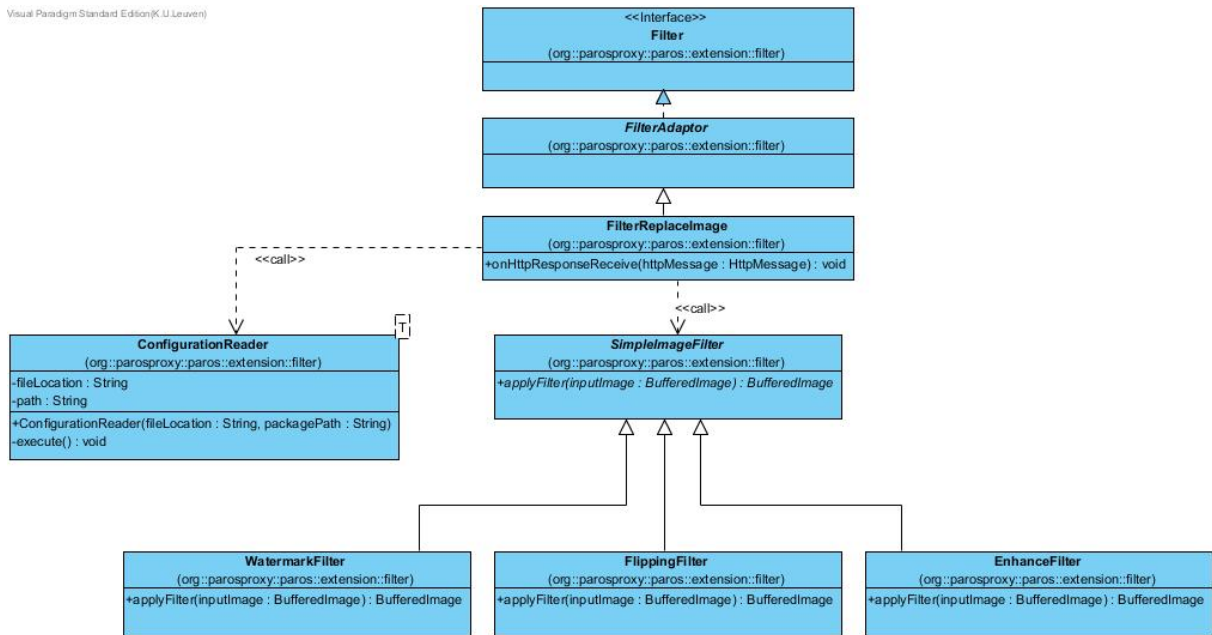 Visual Paradigm Standard Edition(K.U.Leuven)
<<Interface>>
Filter
(org::parosproxy::paros::extension::filter)
FilterAdaptor
(org::parosproxy::paros::extension::filter)
FilterReplaceImage
(org::parosproxy::paros::extension::filter)
+onHttpResponseReceive(httpMessage : HttpMessage) : void
<<call>>
<<call>>
T
ConfigurationReader
(org::parosproxy::paros::extension::filter)
-fileLocation : String
-path : String
+ConfigurationReader(fileLocation : String, packagePath : String)
-execute() : void
SimpleImageFilter
(org::parosproxy::paros::extension::filter)
+applyFilter(inputImage : BufferedImage) : BufferedImage
WatermarkFilter
(org::parosproxy::paros::extension::filter)
+applyFilter(inputImage : BufferedImage) : BufferedImage
FlippingFilter
(org::parosproxy::paros::extension::filter)
+applyFilter(inputImage : BufferedImage) : BufferedImage
EnhanceFilter
(org::parosproxy::paros::extension::filter)
+applyFilter(inputImage : BufferedImage) : BufferedImage